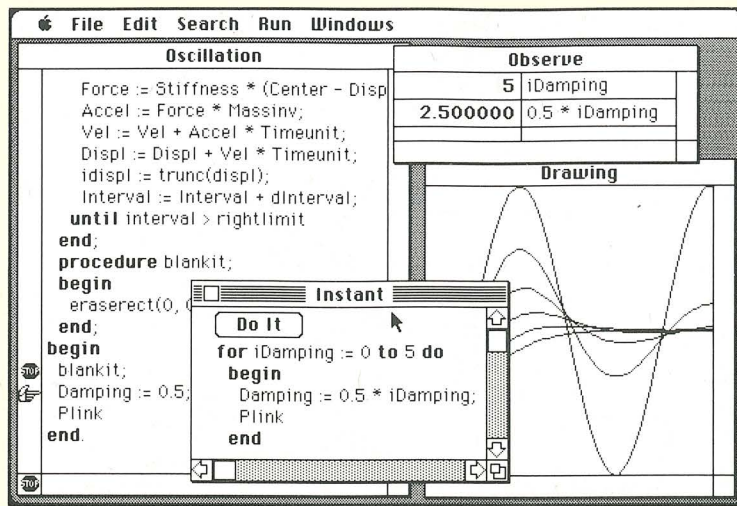 File Edit Search Run Windows
Oscillation
Force := Stiffness * (Center - Disp
Accel := Force * Massinv;
Vel := Vel + Accel * Timeunit;
Displ := Displ + Vel * Timeunit;
idispl := trunc(displ);
Interval := Interval + dInterval;
until interval > rightlimit
end;
procedure blankit;
begin
eraserect(0,
end;
begin
STOP blankit;
Damping := 0.5;
Plink
end.
STOP
Observe
5 iDamping
2.500000 0.5 * iDamping
Drawing
Instant
Do It
for iDamping := 0 to 5 do
begin
Damping := 0.5 * iDamping;
Plink
end